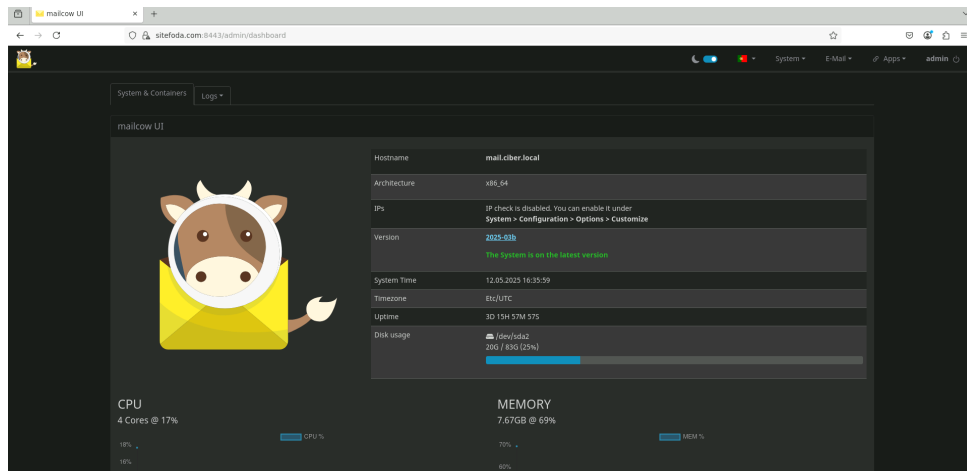 mailcow UI
sitefoda.com:8443/admin/dashboard
System
E-Mail
Apps
admin
System & Containers
Logs
mailcow UI
Hostname mail.ciber.local
Architecture x86_64
IPs IP check is disabled. You can enable it under
System > Configuration > Options > Customize
Version 2025-03b
The System is on the latest version
System Time 12.05.2025 16:35:59
Timezone Etc/UTC
Uptime 3D 15H 57M 57S
Disk usage /dev/sda2
20G / 83G (25%)
CPU
4 Cores @ 17%
CPU %
18%
18%
MEMORY
7.67GB @ 69%
MEM %
70%
60%